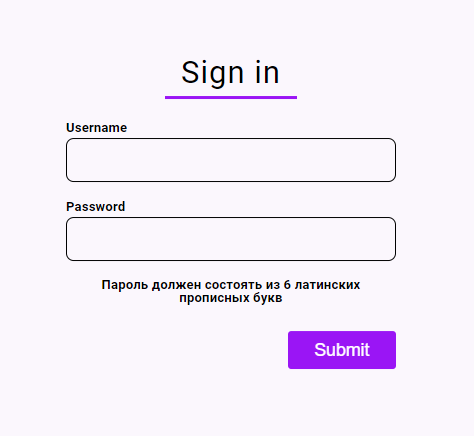 Sign in
Username
Password
Пароль должен состоять из 6 латинских
прописных букв
Submit